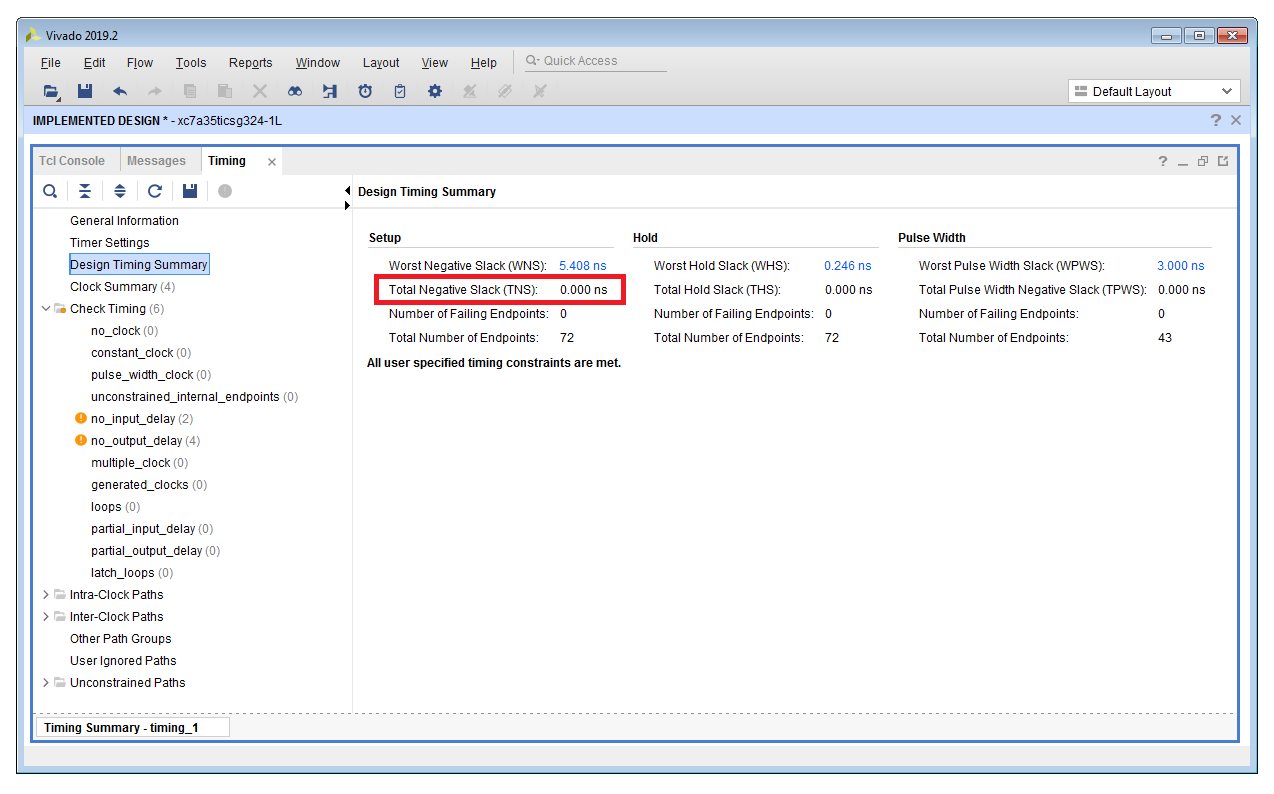 Vivado 2019.2
File Edit Flow Tools Reports Window Layout View Help Quick Access
Default Layout
IMPLEMENTED DESIGN * - xc7a35ticsg324-1L ?
Tcl Console Messages Timing ?
Design Timing Summary
General Information
Timer Settings
Design Timing Summary
Clock Summary (4)
Check Timing (6)
no_clock (0)
constant_clock (0)
pulse_width_clock (0)
unconstrained_internal_endpoints (0)
no_input_delay (2)
no_output_delay (4)
multiple_clock (0)
generated_clocks (0)
loops (0)
partial_input_delay (0)
partial_output_delay (0)
latch_loops (0)
Intra-Clock Paths
Inter-Clock Paths
Other Path Groups
User Ignored Paths
Unconstrained Paths
Setup
Worst Negative Slack (WNS): 5.408 ns
Total Negative Slack (TNS): 0.000 ns
Number of Failing Endpoints: 0
Total Number of Endpoints: 72
Hold
Worst Hold Slack (WHS): 0.246 ns
Total Hold Slack (THS): 0.000 ns
Number of Failing Endpoints: 0
Total Number of Endpoints: 72
Pulse Width
Worst Pulse Width Slack (WPWS): 3.000 ns
Total Pulse Width Negative Slack (TPWS): 0.000 ns
Number of Failing Endpoints: 0
Total Number of Endpoints: 43
All user specified timing constraints are met.
Timing Summary - timing_1